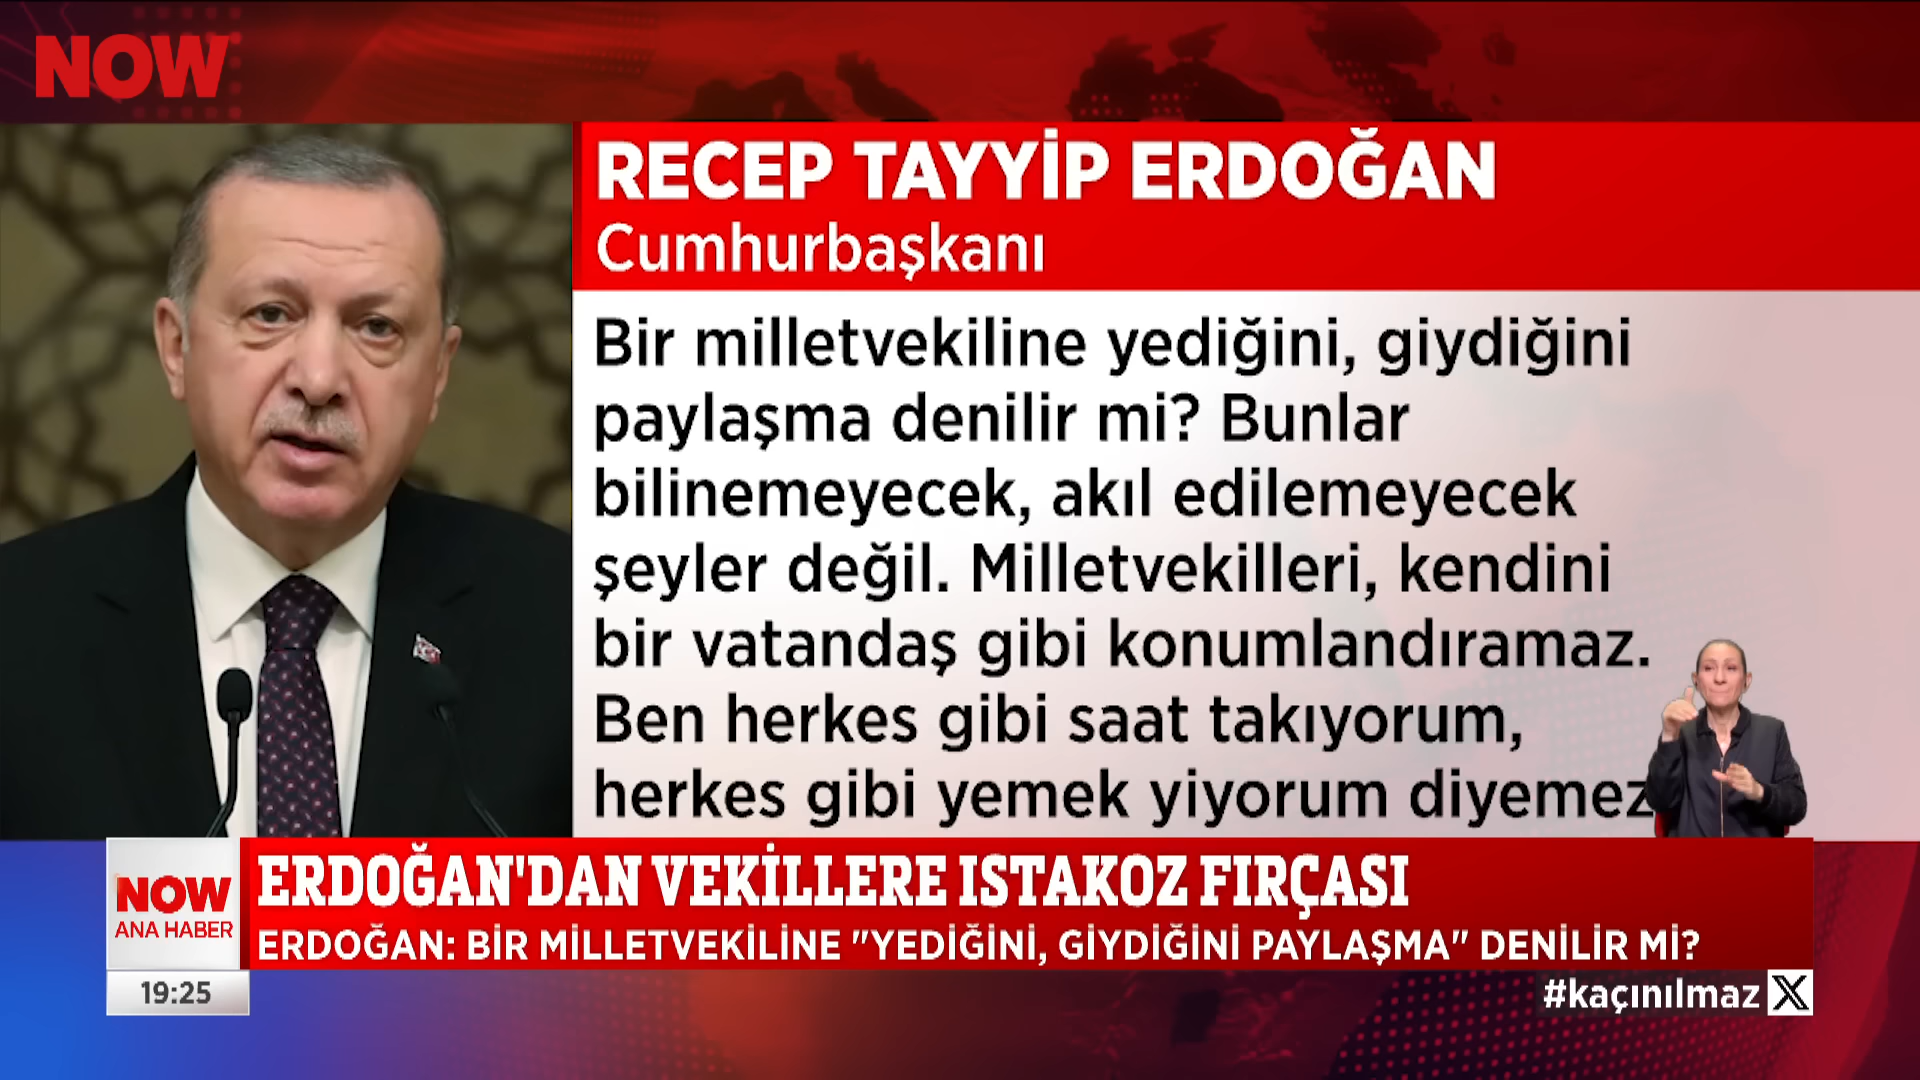 NOW
RECEP TAYYİP ERDOĞAN
Cumhurbaşkanı
Bir milletvekiline yediğini, giydiğini
paylaşma denilir mi? Bunlar
bilinemeyecek, akıl edilemeyecek
şeyler değil. Milletvekilleri, kendini
bir vatandaş gibi konumlandıramaz.
Ben herkes gibi saat takıyorum,
herkes gibi yemek yiyorum diyemez
NOW
ANA HABER
ERDOĞAN'DAN VEKİLLERE ISTAKOZ FIRÇASI
ERDOĞAN: BİR MİLLETVEKİLİNE "YEDİĞİNİ, GİYDİĞİNİ PAYLAŞMA" DENİLİR Mİ?
19:25
#kaçınılmaz X